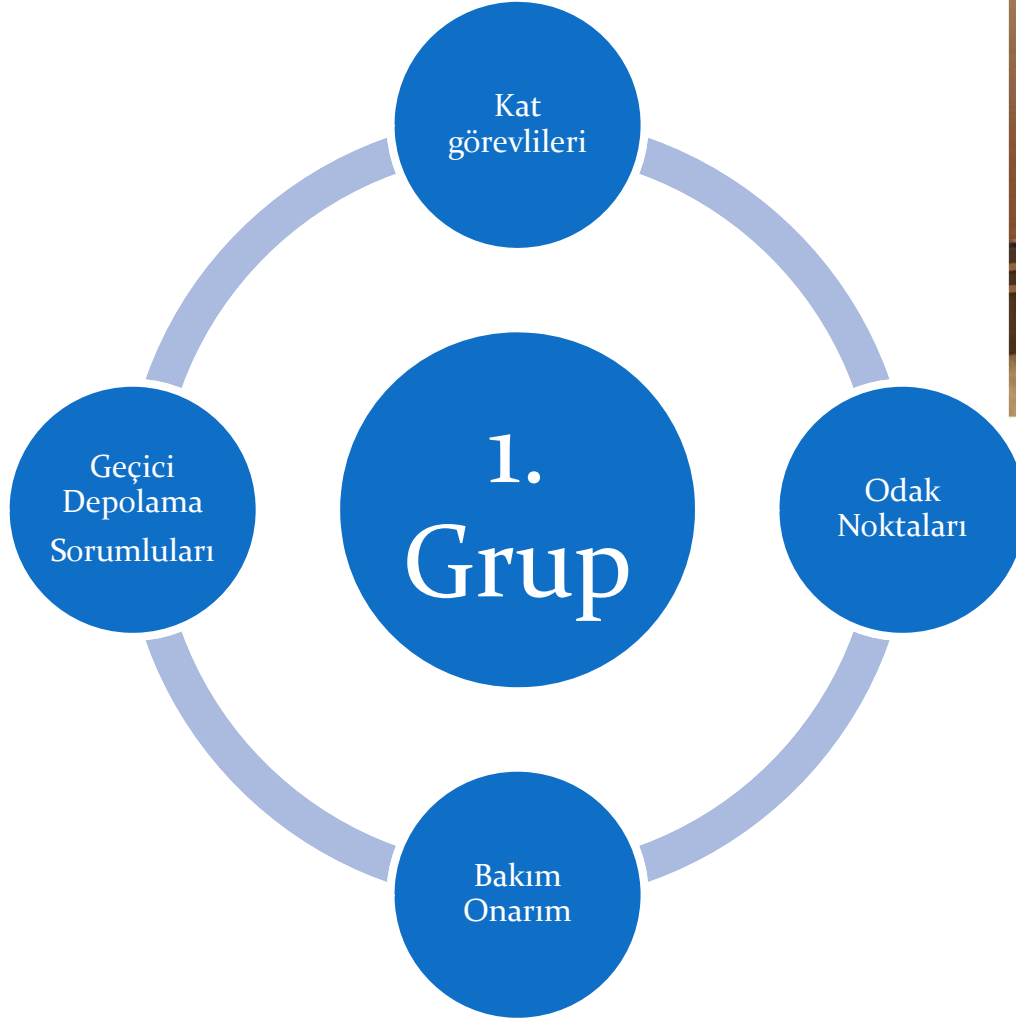 Kat
görevlileri
Geçici
Depolama
Sorumluları
1.
Grup
Odak
Noktaları
Bakım
Onarım